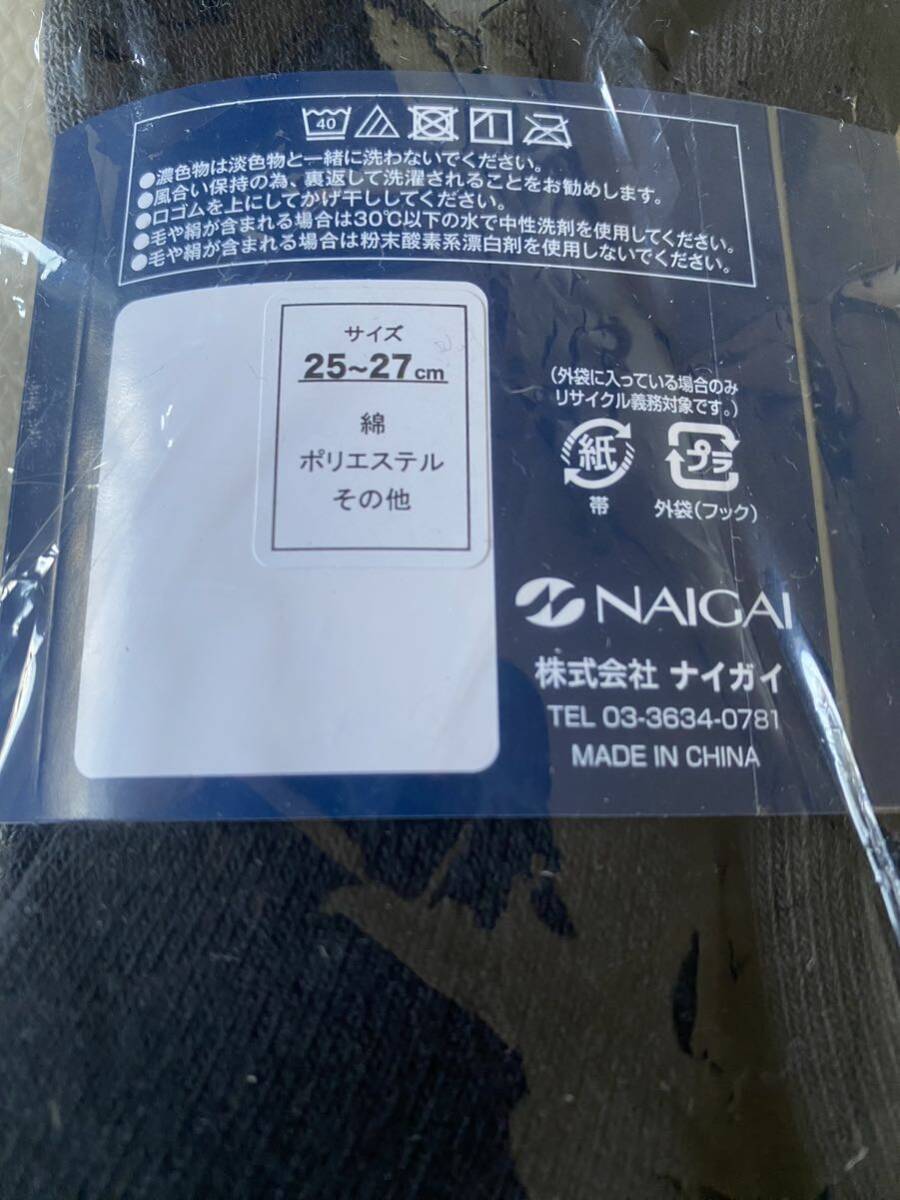 40
●濃色物は淡色物と一緒に洗わないでください。
●風合い保持の為、裏返して洗濯されることをお勧めします。
●口ゴムを上にしてかげ干ししてください。
●毛や絹が含まれる場合は30℃以下の水で中性洗剤を使用してください。
●毛や絹が含まれる場合は粉末酸素系漂白剤を使用しないでください。
サイズ
25~27cm
綿
ポリエステル
その他
(外袋に入っている場合のみ
リサイクル義務対象です。)
紙
帯
プラ
外袋(フック)
NAIGAI
株式会社 ナイガイ
TEL 03-3634-0781
MADE IN CHINA